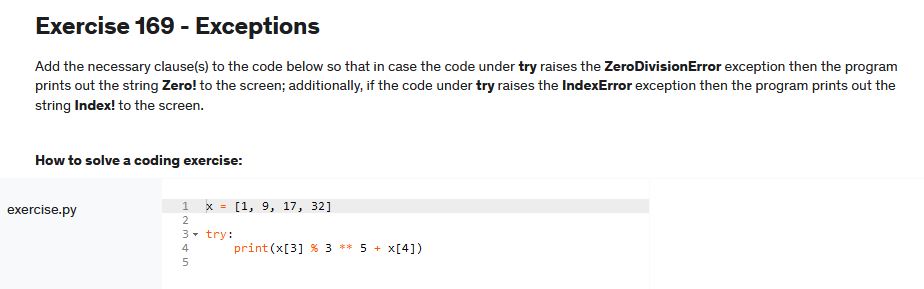 Exercise 169 - Exceptions
Add the necessary clause(s) to the code below so that in case the code under try raises the ZeroDivisionError exception then the program
prints out the string Zero! to the screen; additionally, if the code under try raises the IndexError exception then the program prints out the
string Index! to the screen.
How to solve a coding exercise:
exercise.py
1 x = [1, 9, 17, 32]
2
3 try:
4 print(x[3] % 3 ** 5 + x[4])
5